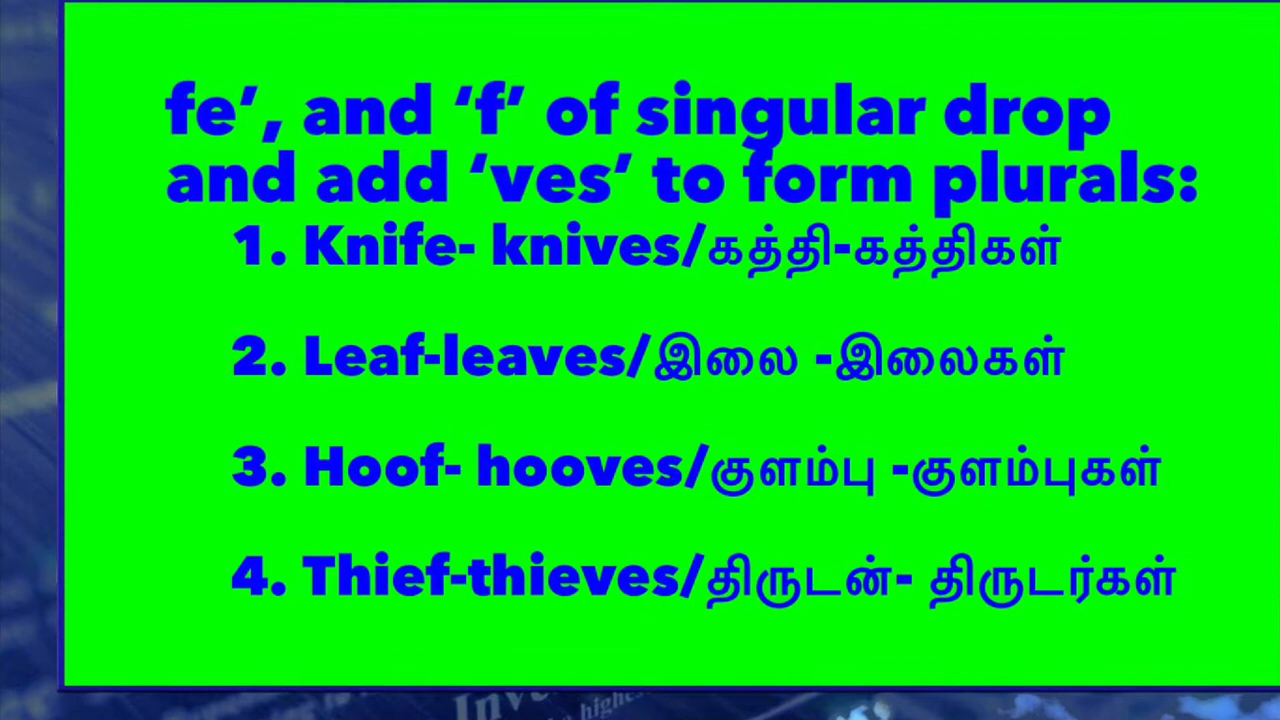 fe’, and ‘f’ of singular drop
and add ‘ves’ to form plurals:
1. Knife- knives/கத்தி-கத்திகள்
2. Leaf-leaves/இலை -இலைகள்
3. Hoof- hooves/குளம்பு -குளம்புகள்
4. Thief-thieves/திருடன்- திருடர்கள்